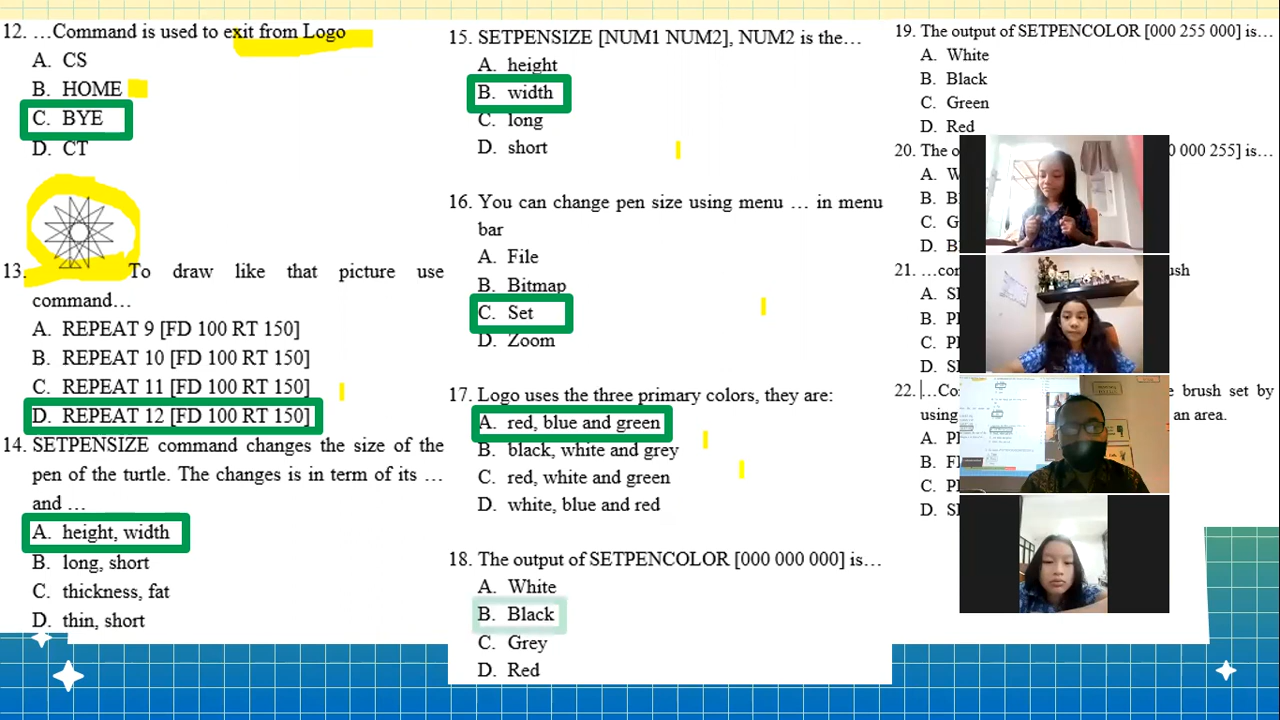 12. …Command is used to exit from Logo
A. CS
B. HOME
C. BYE
D. CT
13. To draw like that picture use
command…
A. REPEAT 9 [FD 100 RT 150]
B. REPEAT 10 [FD 100 RT 150]
C. REPEAT 11 [FD 100 RT 150]
D. REPEAT 12 [FD 100 RT 150]
14. SETPENSIZE command changes the size of the
pen of the turtle. The changes is in term of its …
and …
A. height, width
B. long, short
C. thickness, fat
D. thin, short
15. SETPENSIZE [NUM1 NUM2], NUM2 is the…
A. height
B. width
C. long
D. short
16. You can change pen size using menu … in menu
bar
A. File
B. Bitmap
C. Set
D. Zoom
17. Logo uses the three primary colors, they are:
A. red, blue and green
B. black, white and grey
C. red, white and green
D. white, blue and red
18. The output of SETPENCOLOR [000 000 000] is…
A. White
B. Black
C. Grey
D. Red
19. The output of SETPENCOLOR [000 255 000] is…
A. White
B. Black
C. Green
D. Red
20. The 000 255] is…
A.
B.
C.
D.
21.
A.
B.
C.
D.
22. brush set by
using an area.
A.
B.
C.
D.